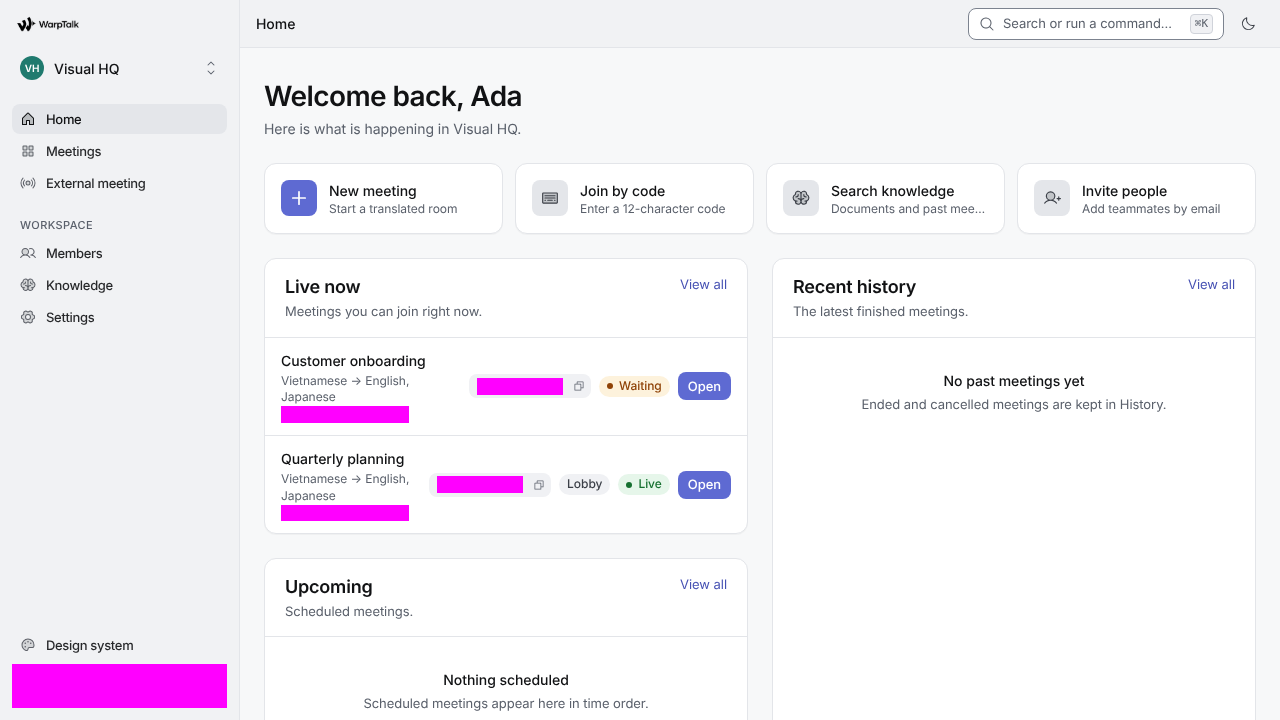 WarpTalk
VH
Visual HQ
Home
Meetings
External meeting
WORKSPACE
Members
Knowledge
Settings
Design system
Home
Search or run a command...
⌘K
Welcome back, Ada
Here is what is happening in Visual HQ.
New meeting
Start a translated room
Join by code
Enter a 12-character code
Search knowledge
Documents and past mee...
Invite people
Add teammates by email
Live now
View all
Meetings you can join right now.
Customer onboarding
Vietnamese → English,
Japanese
Waiting
Open
Quarterly planning
Vietnamese → English,
Japanese
Lobby
Live
Open
Upcoming
View all
Scheduled meetings.
Nothing scheduled
Scheduled meetings appear here in time order.
Recent history
View all
The latest finished meetings.
No past meetings yet
Ended and cancelled meetings are kept in History.